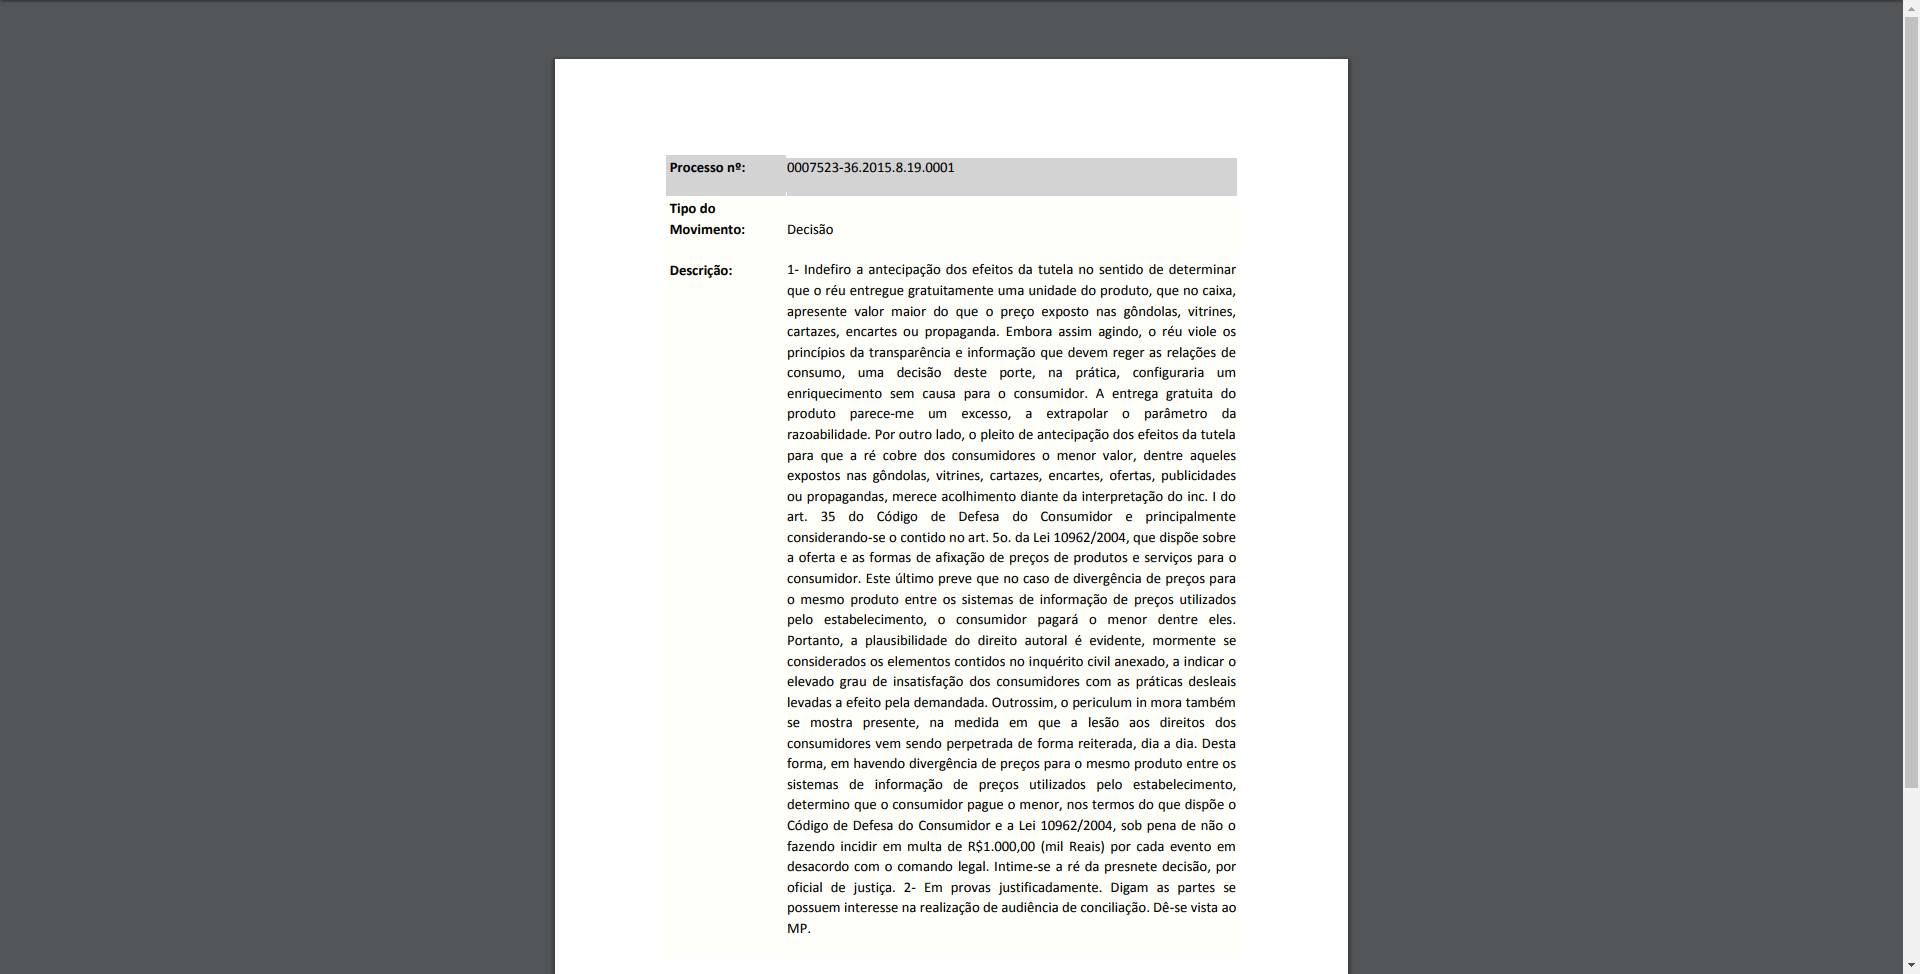 Processo nº: 0007523-36.2015.8.19.0001
Tipo do
Movimento: Decisão
Descrição: 1- Indefiro a antecipação dos efeitos da tutela no sentido de determinar
que o réu entregue gratuitamente uma unidade do produto, que no caixa,
apresente valor maior do que o preço exposto nas gôndolas, vitrines,
cartazes, encartes ou propaganda. Embora assim agindo, o réu viole os
princípios da transparência e informação que devem reger as relações de
consumo, uma decisão deste porte, na prática, configuraria um
enriquecimento sem causa para o consumidor. A entrega gratuita do
produto parece-me um excesso, a extrapolar o parâmetro da
razoabilidade. Por outro lado, o pleito de antecipação dos efeitos da tutela
para que a ré cobre dos consumidores o menor valor, dentre aqueles
expostos nas gôndolas, vitrines, cartazes, encartes, ofertas, publicidades
ou propagandas, merece acolhimento diante da interpretação do inc. I do
art. 35 do Código de Defesa do Consumidor e principalmente
considerando-se o contido no art. 5o. da Lei 10962/2004, que dispõe sobre
a oferta e as formas de afixação de preços de produtos e serviços para o
consumidor. Este último preve que no caso de divergência de preços para
o mesmo produto entre os sistemas de informação de preços utilizados
pelo estabelecimento, o consumidor pagará o menor dentre eles.
Portanto, a plausibilidade do direito autoral é evidente, mormente se
considerados os elementos contidos no inquérito civil anexado, a indicar o
elevado grau de insatisfação dos consumidores com as práticas desleais
levadas a efeito pela demandada. Outrossim, o periculum in mora também
se mostra presente, na medida em que a lesão aos direitos dos
consumidores vem sendo perpetrada de forma reiterada, dia a dia. Desta
forma, em havendo divergência de preços para o mesmo produto entre os
sistemas de informação de preços utilizados pelo estabelecimento,
determino que o consumidor pague o menor, nos termos do que dispõe o
Código de Defesa do Consumidor e a Lei 10962/2004, sob pena de não o
fazendo incidir em multa de R$1.000,00 (mil Reais) por cada evento em
desacordo com o comando legal. Intime-se a ré da presnete decisão, por
oficial de justiça. 2- Em provas justificadamente. Digam as partes se
possuem interesse na realização de audiência de conciliação. Dê-se vista ao
MP.